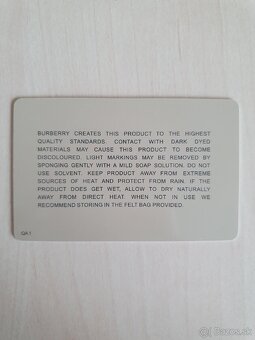 BURBERRY CREATES THIS PRODUCT TO THE HIGHEST
QUALITY STANDARDS. CONTACT WITH DARK DYED
MATERIALS MAY CAUSE THIS PRODUCT TO BECOME
DISCOLOURED. LIGHT MARKINGS MAY BE REMOVED BY
SPONGING GENTLY WITH A MILD SOAP SOLUTION. DO NOT
USE SOLVENT. KEEP PRODUCT AWAY FROM EXTREME
SOURCES OF HEAT AND PROTECT FROM RAIN. IF THE
PRODUCT DOES GET WET, ALLOW TO DRY NATURALLY
AWAY FROM DIRECT HEAT. WHEN NOT IN USE WE
RECOMMEND STORING IN THE FELT BAG PROVIDED.
QA 1
bazos.sk